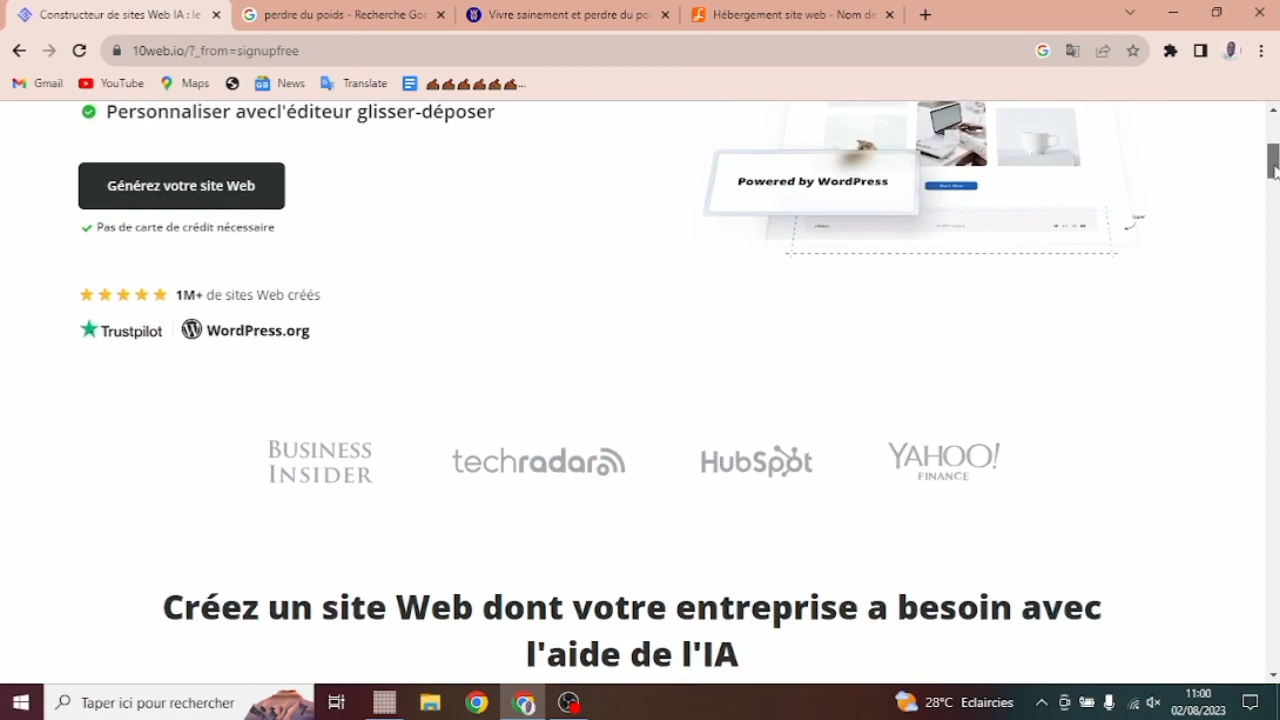 Constructeur de sites Web IA : le
perdre du poids - Recherche Goo
Vivre sainement et perdre du poi
Hébergement site web - Nom de
10web.io/?_from=signupfree
Gmail
YouTube
Maps
News
Translate
Personnaliser avecl'éditeur glisser-déposer
Générez votre site Web
Pas de carte de crédit nécessaire
Powered by WordPress
1M+ de sites Web créés
Trustpilot
WordPress.org
BUSINESS
INSIDER
techradar
HubSpot
YAHOO!
FINANCE
Créez un site Web dont votre entreprise a besoin avec
l'aide de l'IA
Taper ici pour rechercher
28°C Eclaircies
11:00
02/08/2023